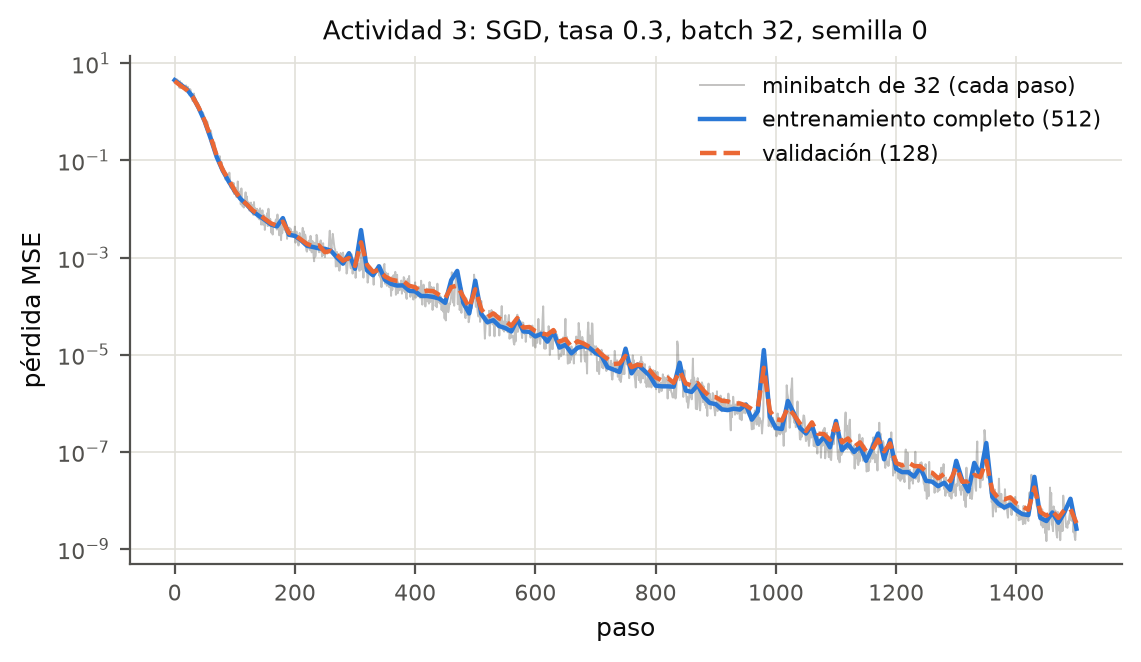 Actividad 3: SGD, tasa 0.3, batch 32, semilla 0
minibatch de 32 (cada paso)
entrenamiento completo (512)
validación (128)
pérdida MSE
10¹
10⁻¹
10⁻³
10⁻⁵
10⁻⁷
10⁻⁹
0 200 400 600 800 1000 1200 1400
paso